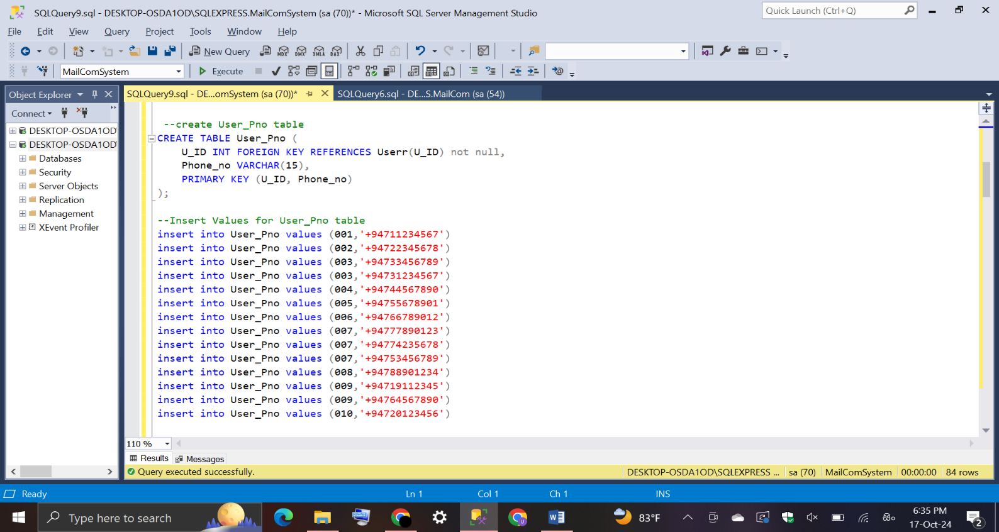 SQLQuery9.sql - DESKTOP-OSDA1OD\SQLEXPRESS.MailComSystem (sa (70))* - Microsoft SQL Server Management Studio
Quick Launch (Ctrl+Q)
File Edit View Query Project Tools Window Help
New Query MDX DMX XMLA DAX
MailComSystem Execute
Object Explorer
SQLQuery9.sql - DE...omSystem (sa (70))* SQLQuery6.sql - DE...S.MailCom (sa (54))
Connect
DESKTOP-OSDA1OD
DESKTOP-OSDA1OD
Databases
Security
Server Objects
Replication
Management
XEvent Profiler
--create User_Pno table
CREATE TABLE User_Pno (
U_ID INT FOREIGN KEY REFERENCES Userr(U_ID) not null,
Phone_no VARCHAR(15),
PRIMARY KEY (U_ID, Phone_no)
);
--Insert Values for User_Pno table
insert into User_Pno values (001,'+94711234567')
insert into User_Pno values (002,'+94722345678')
insert into User_Pno values (003,'+94733456789')
insert into User_Pno values (003,'+94731234567')
insert into User_Pno values (004,'+94744567890')
insert into User_Pno values (005,'+94755678901')
insert into User_Pno values (006,'+94766789012')
insert into User_Pno values (007,'+94777890123')
insert into User_Pno values (007,'+94774235678')
insert into User_Pno values (007,'+94753456789')
insert into User_Pno values (008,'+94788901234')
insert into User_Pno values (009,'+94719112345')
insert into User_Pno values (009,'+94764567890')
insert into User_Pno values (010,'+94720123456')
110 %
Results Messages
Query executed successfully. DESKTOP-OSDA1OD\SQLEXPRESS ... sa (70) MailComSystem 00:00:00 84 rows
Ready Ln 1 Col 1 Ch 1 INS
Type here to search
83°F
6:35 PM
17-Oct-24
2